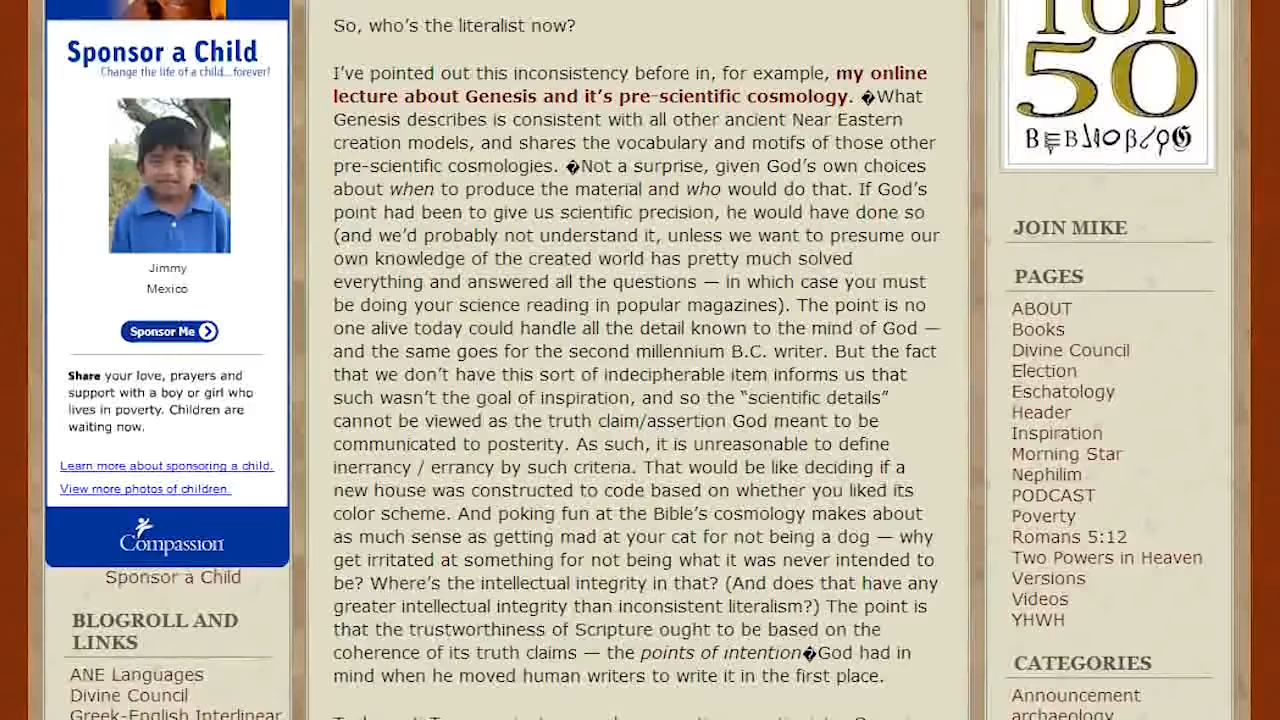 Sponsor a Child
Change the life of a child...forever!
Jimmy
Mexico
Sponsor Me
Share your love, prayers and
support with a boy or girl who
lives in poverty. Children are
waiting now.
Learn more about sponsoring a child.
View more photos of children.
Compassion
Sponsor a Child
BLOGROLL AND
LINKS
ANE Languages
Divine Council
Greek-English Interlinear
So, who’s the literalist now?
I’ve pointed out this inconsistency before in, for example, my online
lecture about Genesis and it’s pre-scientific cosmology. �What
Genesis describes is consistent with all other ancient Near Eastern
creation models, and shares the vocabulary and motifs of those other
pre-scientific cosmologies. �Not a surprise, given God’s own choices
about when to produce the material and who would do that. If God’s
point had been to give us scientific precision, he would have done so
(and we’d probably not understand it, unless we want to presume our
own knowledge of the created world has pretty much solved
everything and answered all the questions — in which case you must
be doing your science reading in popular magazines). The point is no
one alive today could handle all the detail known to the mind of God —
and the same goes for the second millennium B.C. writer. But the fact
that we don’t have this sort of indecipherable item informs us that
such wasn’t the goal of inspiration, and so the “scientific details”
cannot be viewed as the truth claim/assertion God meant to be
communicated to posterity. As such, it is unreasonable to define
inerrancy / errancy by such criteria. That would be like deciding if a
new house was constructed to code based on whether you liked its
color scheme. And poking fun at the Bible’s cosmology makes about
as much sense as getting mad at your cat for not being a dog — why
get irritated at something for not being what it was never intended to
be? Where’s the intellectual integrity in that? (And does that have any
greater intellectual integrity than inconsistent literalism?) The point is
that the trustworthiness of Scripture ought to be based on the
coherence of its truth claims — the points of intention�God had in
mind when he moved human writers to write it in the first place.
TOP
50
JOIN MIKE
PAGES
ABOUT
Books
Divine Council
Election
Eschatology
Header
Inspiration
Morning Star
Nephilim
PODCAST
Poverty
Romans 5:12
Two Powers in Heaven
Versions
Videos
YHWH
CATEGORIES
Announcement
archaeology